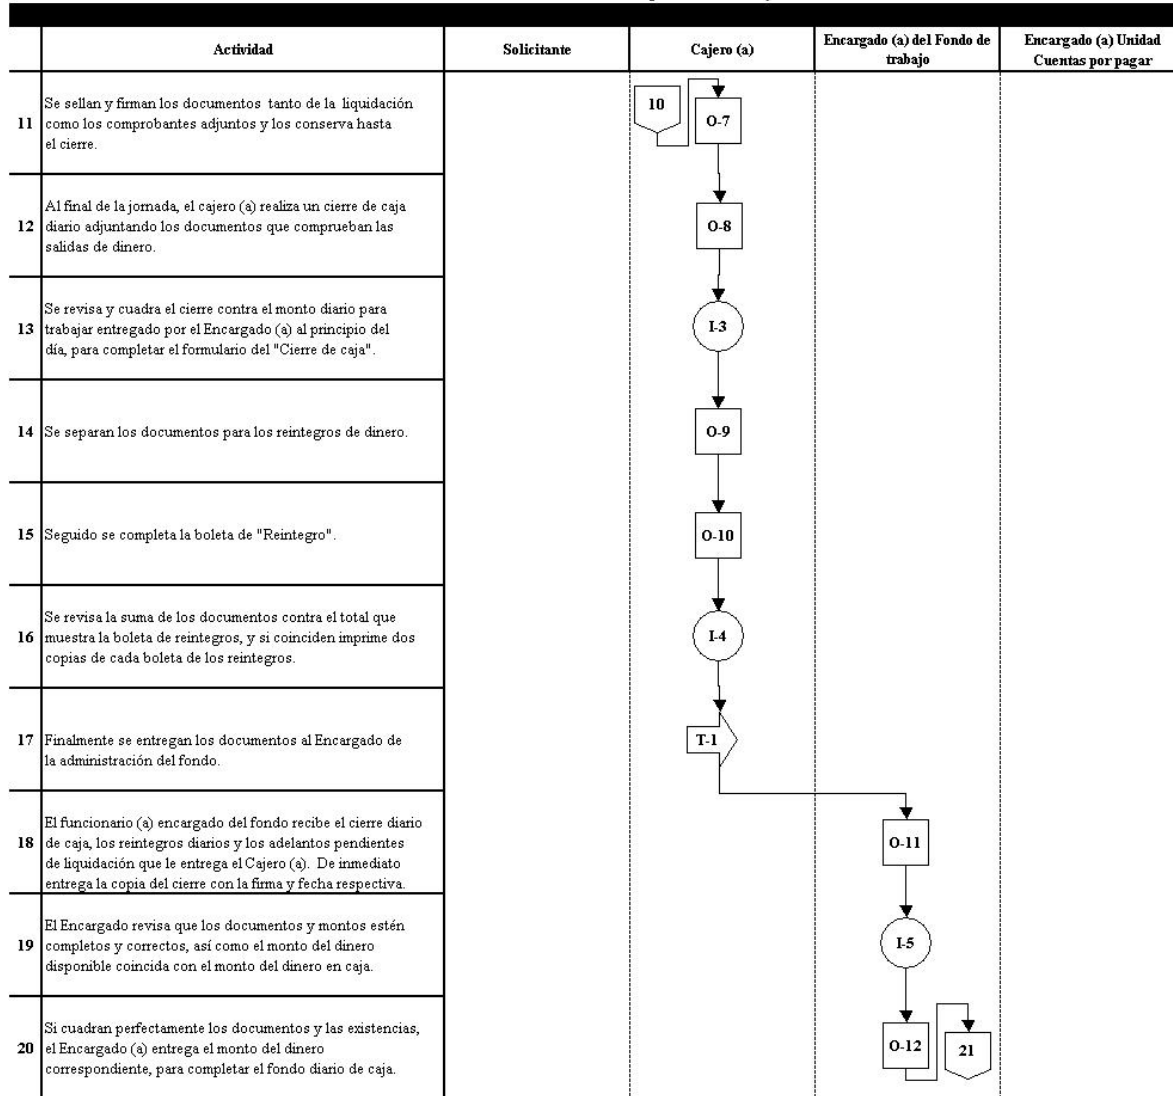 Actividad
Solicitante
Cajero (a)
Encargado (a) del Fondo de
trabajo
Encargado (a) Unidad
Cuentas por pagar
11
Se sellan y firman los documentos tanto de la liquidación
como los comprobantes adjuntos y los conserva hasta
el cierre.
10
O-7
12
Al final de la jornada, el cajero (a) realiza un cierre de caja
diario adjuntando los documentos que comprueban las
salidas de dinero.
O-8
13
Se revisa y cuadra el cierre contra el monto diario para
trabajar entregado por el Encargado (a) al principio del
día, para completar el formulario del "Cierre de caja".
I-3
14
Se separan los documentos para los reintegros de dinero.
O-9
15
Seguido se completa la boleta de "Reintegro".
O-10
16
Se revisa la suma de los documentos contra el total que
muestra la boleta de reintegros, y si coinciden imprime dos
copias de cada boleta de los reintegros.
I-4
17
Finalmente se entregan los documentos al Encargado de
la administración del fondo.
T-1
18
El funcionario (a) encargado del fondo recibe el cierre diario
de caja, los reintegros diarios y los adelantos pendientes
de liquidación que le entrega el Cajero (a). De inmediato
entrega la copia del cierre con la firma y fecha respectiva.
O-11
19
El Encargado revisa que los documentos y montos estén
completos y correctos, así como el monto del dinero
disponible coincida con el monto del dinero en caja.
I-5
20
Si cuadran perfectamente los documentos y las existencias,
el Encargado (a) entrega el monto del dinero
correspondiente, para completar el fondo diario de caja.
O-12
21